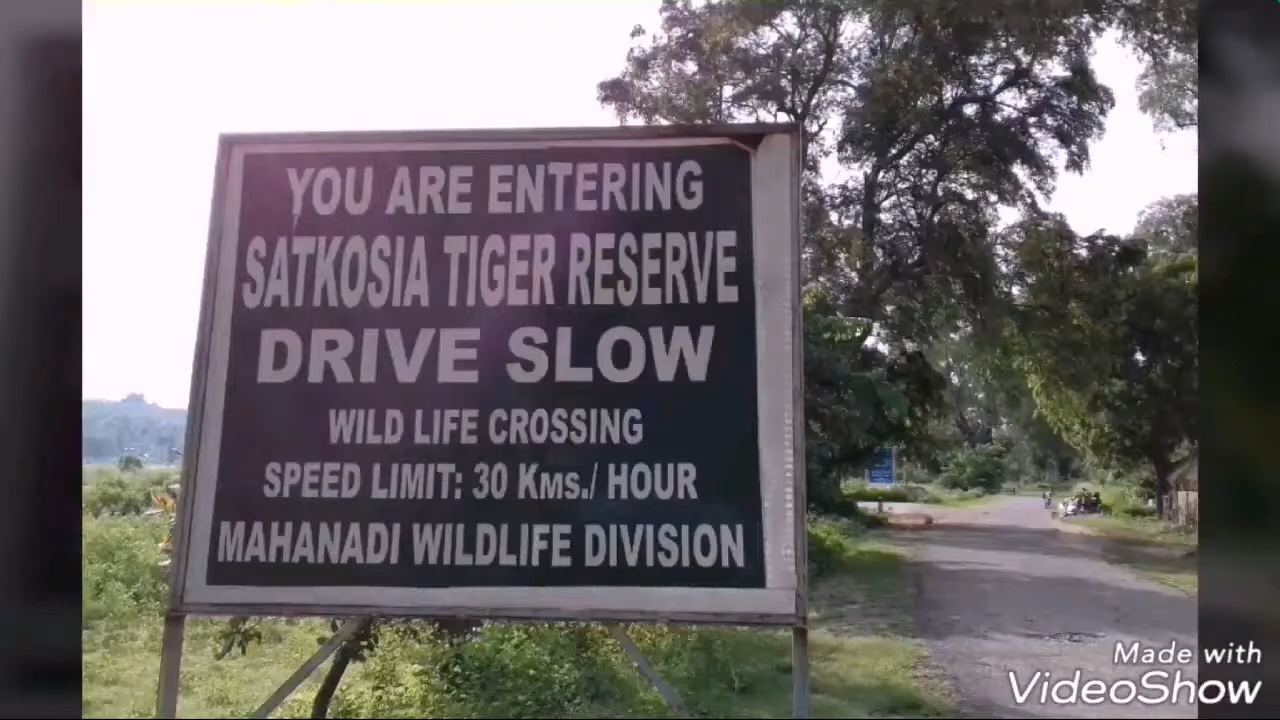 YOU ARE ENTERING
SATKOSIA TIGER RESERVE
DRIVE SLOW
WILD LIFE CROSSING
SPEED LIMIT: 30 KMS./ HOUR
MAHANADI WILDLIFE DIVISION
Made with
VideoShow